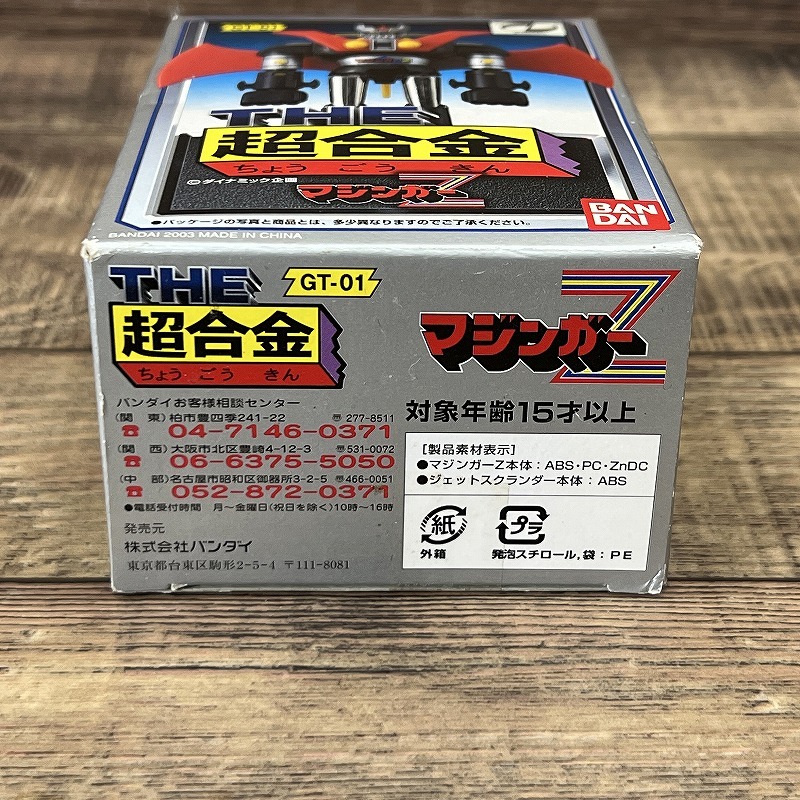 GT-01
THE
超合金
ちょう ごう きん
©ダイナミック企画
マジンガーZ
BAN
DAI
●パッケージの写真と商品とは、多少異なりますのでご了承ください。
BANDAI 2003 MADE IN CHINA
THE
GT-01
超合金
ちょう ごう きん
マジンガーZ
バンダイお客様相談センター
(関 東)柏市豊四季241-22 〠277-8511
☎ 04-7146-0371
(関 西)大阪市北区豊崎4-12-3 〠531-0072
☎ 06-6375-5050
(中 部)名古屋市昭和区御器所3-2-5 〠466-0051
☎ 052-872-0371
●電話受付時間 月~金曜日(祝日を除く)10時~16時
発売元
株式会社バンダイ
東京都台東区駒形2-5-4 〒111-8081
対象年齢15才以上
[製品素材表示]
●マジンガーZ本体:ABS・PC・ZnDC
●ジェットスクランダー本体:ABS
紙
外箱
プラ
発泡スチロール,袋:PE